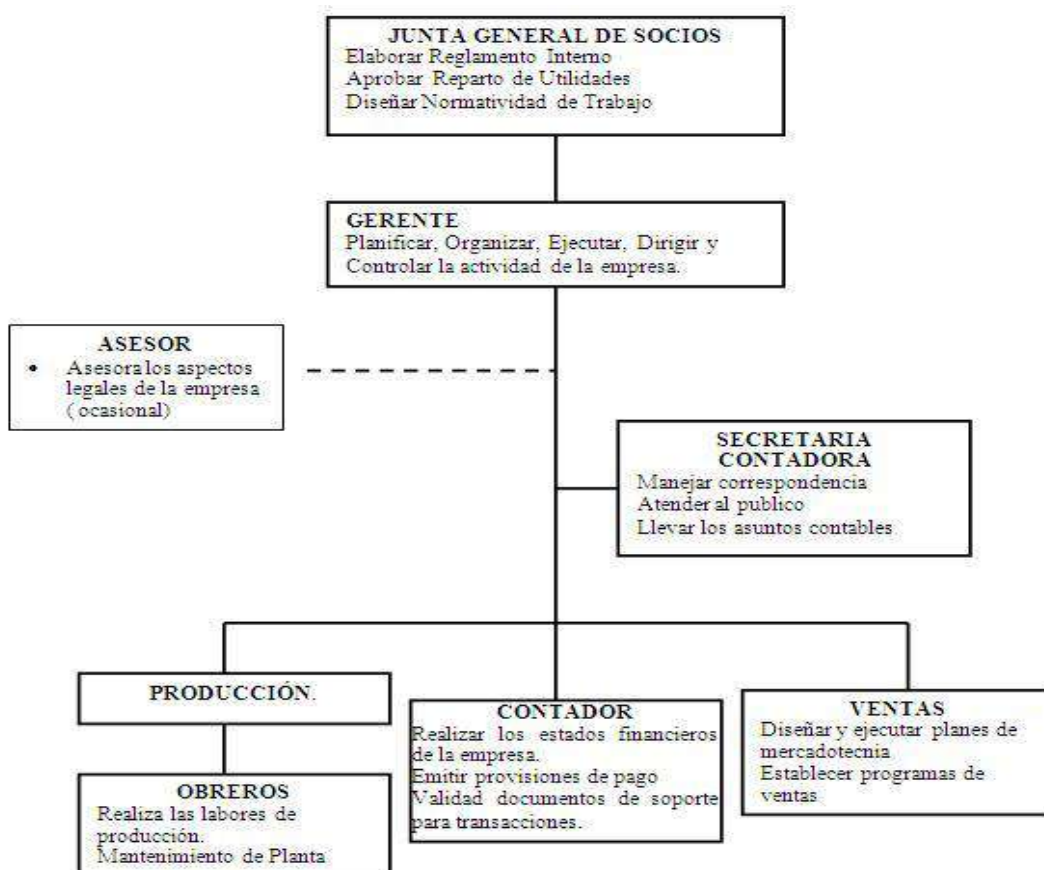 JUNTA GENERAL DE SOCIOS
Elaborar Reglamento Interno
Aprobar Reparto de Utilidades
Diseñar Normatividad de Trabajo
GERENTE
Planificar, Organizar, Ejecutar, Dirigir y
Controlar la actividad de la empresa.
ASESOR
• Asesora los aspectos
legales de la empresa
( ocasional)
SECRETARIA
CONTADORA
Manejar correspondencia
Atender al publico
Llevar los asuntos contables
PRODUCCIÓN.
OBREROS
Realiza las labores de
producción.
Mantenimiento de Planta
CONTADOR
Realizar los estados financieros
de la empresa.
Emitir provisiones de pago
Validad documentos de soporte
para transacciones.
VENTAS
Diseñar y ejecutar planes de
mercadotecnia
Establecer programas de
ventas